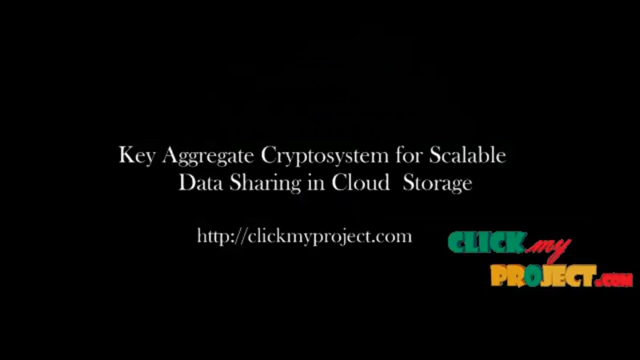 Key Aggregate Cryptosystem for Scalable
Data Sharing in Cloud Storage
http://clickmyproject.com
CLICK my
PROJECT.COM